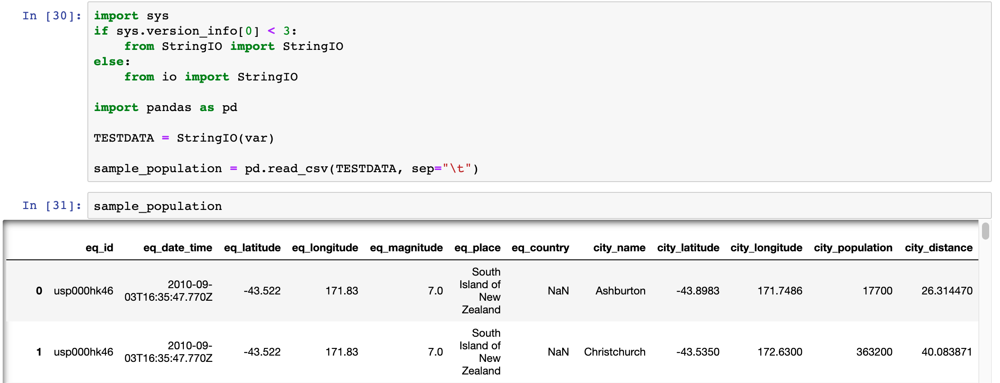 In [30]: import sys
if sys.version_info[0] < 3:
    from StringIO import StringIO
else:
    from io import StringIO
import pandas as pd
TESTDATA = StringIO(var)
sample_population = pd.read_csv(TESTDATA, sep="\t")
In [31]: sample_population
eq_id eq_date_time eq_latitude eq_longitude eq_magnitude eq_place eq_country city_name city_latitude city_longitude city_population city_distance
0 usp000hk46 2010-09-03T16:35:47.770Z -43.522 171.83 7.0 South Island of New Zealand NaN Ashburton -43.8983 171.7486 17700 26.314470
1 usp000hk46 2010-09-03T16:35:47.770Z -43.522 171.83 7.0 South Island of New Zealand NaN Christchurch -43.5350 172.6300 363200 40.083871